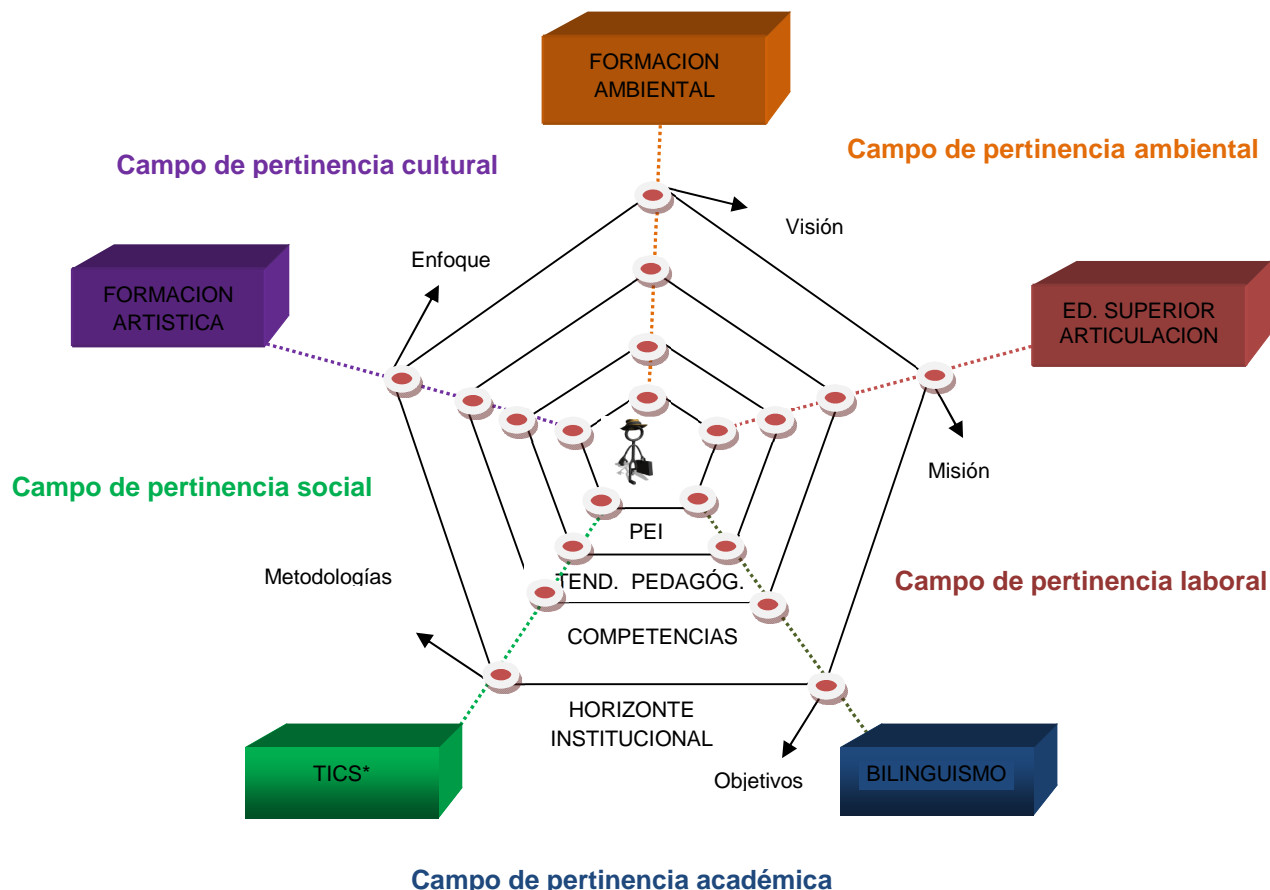 FORMACION
AMBIENTAL
Campo de pertinencia cultural
Campo de pertinencia ambiental
Visión
Enfoque
FORMACION
ARTISTICA
ED. SUPERIOR
ARTICULACION
Misión
Campo de pertinencia social
PEI
Metodologías
TEND. PEDAGÓG.
Campo de pertinencia laboral
COMPETENCIAS
HORIZONTE
INSTITUCIONAL
TICS*
Objetivos
BILINGUISMO
Campo de pertinencia académica